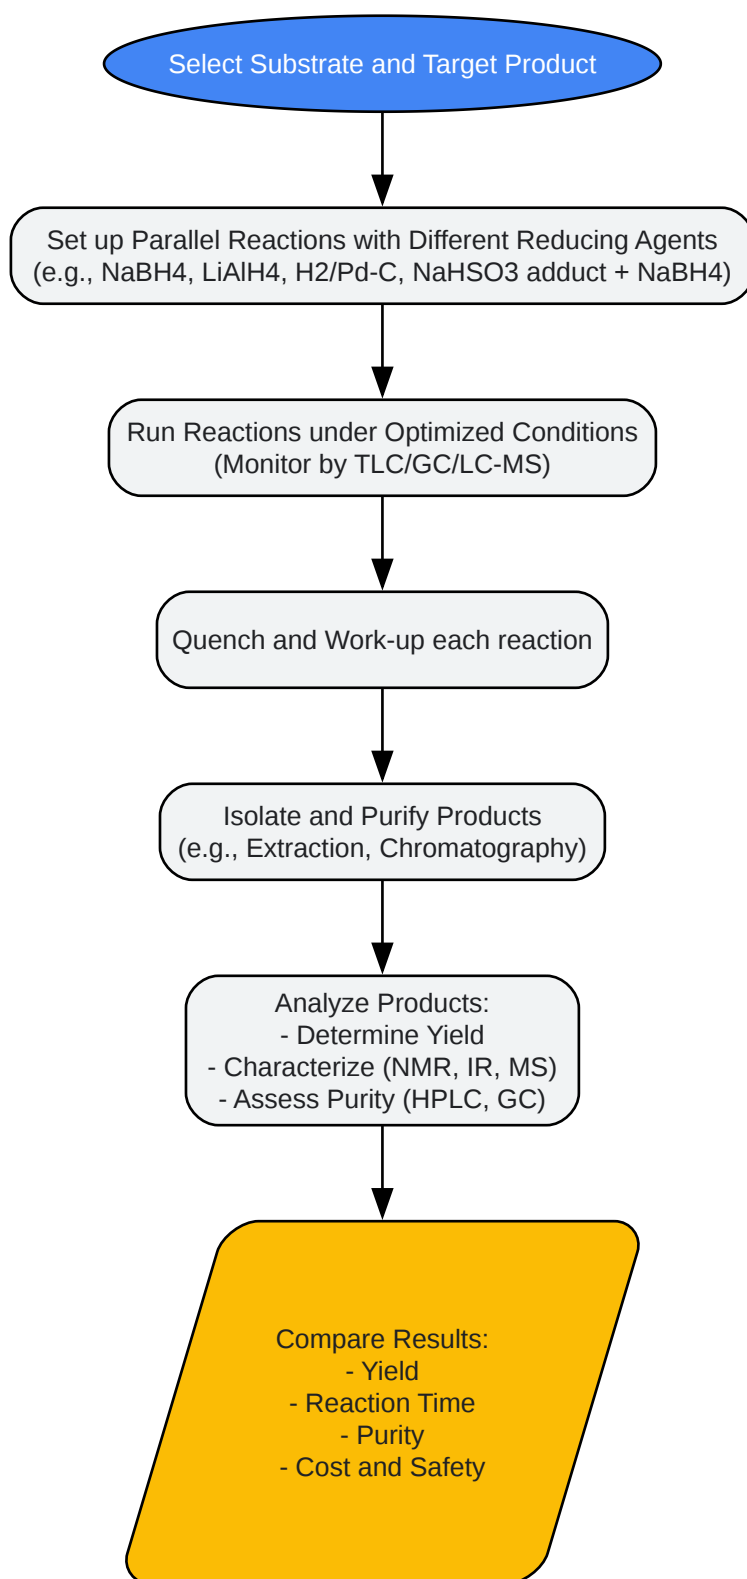 Select Substrate and Target Product
Set up Parallel Reactions with Different Reducing Agents
(e.g., NaBH4, LiAlH4, H2/Pd-C, NaHSO3 adduct + NaBH4)
Run Reactions under Optimized Conditions
(Monitor by TLC/GC/LC-MS)
Quench and Work-up each reaction
Isolate and Purify Products
(e.g., Extraction, Chromatography)
Analyze Products:
- Determine Yield
- Characterize (NMR, IR, MS)
- Assess Purity (HPLC, GC)
Compare Results:
- Yield
- Reaction Time
- Purity
- Cost and Safety